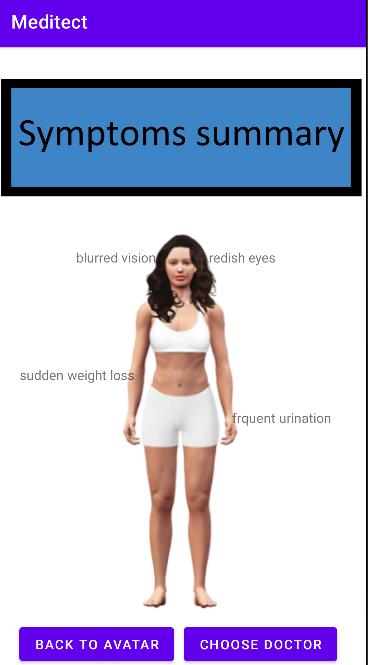 Meditect
Symptoms summary
blurred vision redish eyes
sudden weight loss
frquent urination
BACK TO AVATAR CHOOSE DOCTOR